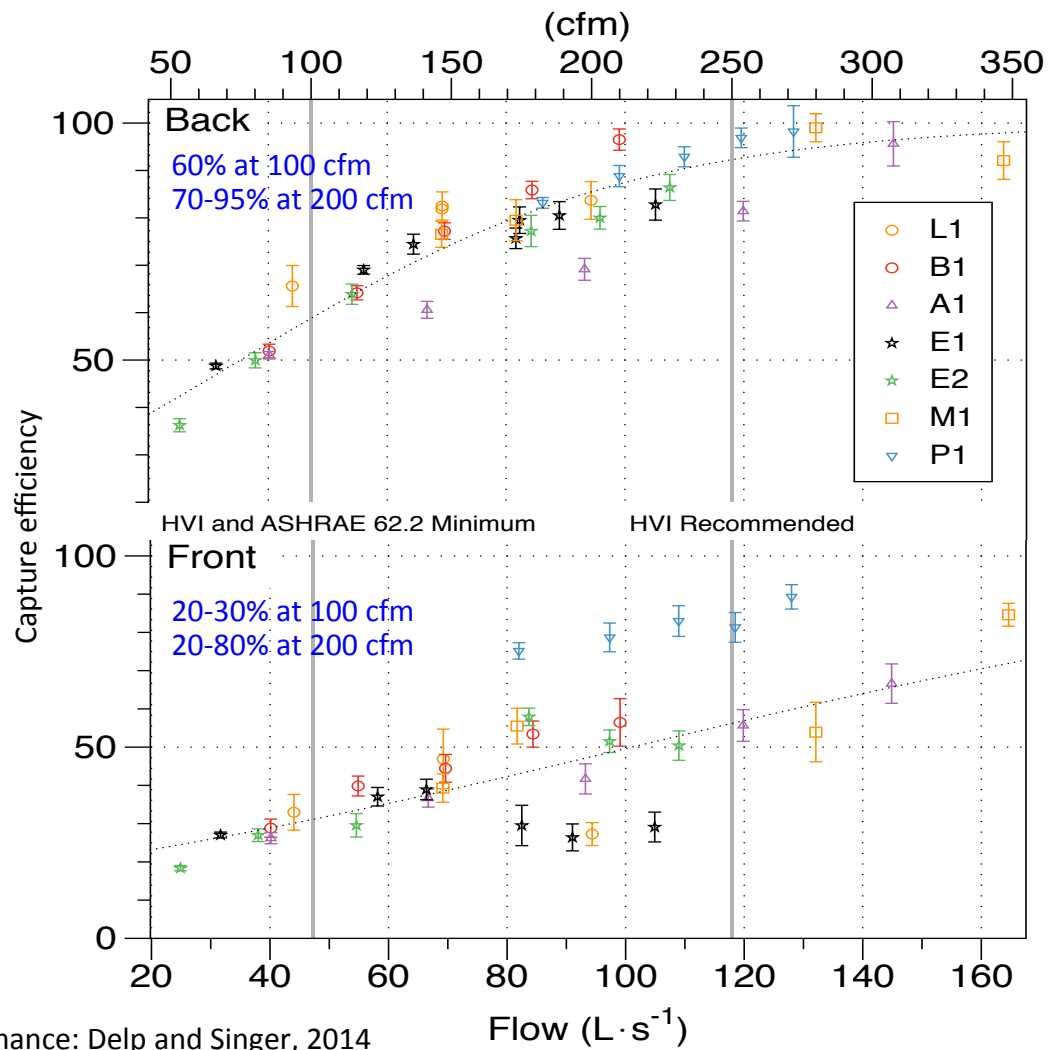 (cfm)
50 100 150 200 250 300 350
100
Back
60% at 100 cfm
70-95% at 200 cfm
50
L1
B1
A1
E1
E2
M1
P1
Capture efficiency
HVI and ASHRAE 62.2 Minimum HVI Recommended
100
Front
20-30% at 100 cfm
20-80% at 200 cfm
50
0
20 40 60 80 100 120 140 160
Flow (L·s⁻¹)
mance: Delp and Singer, 2014